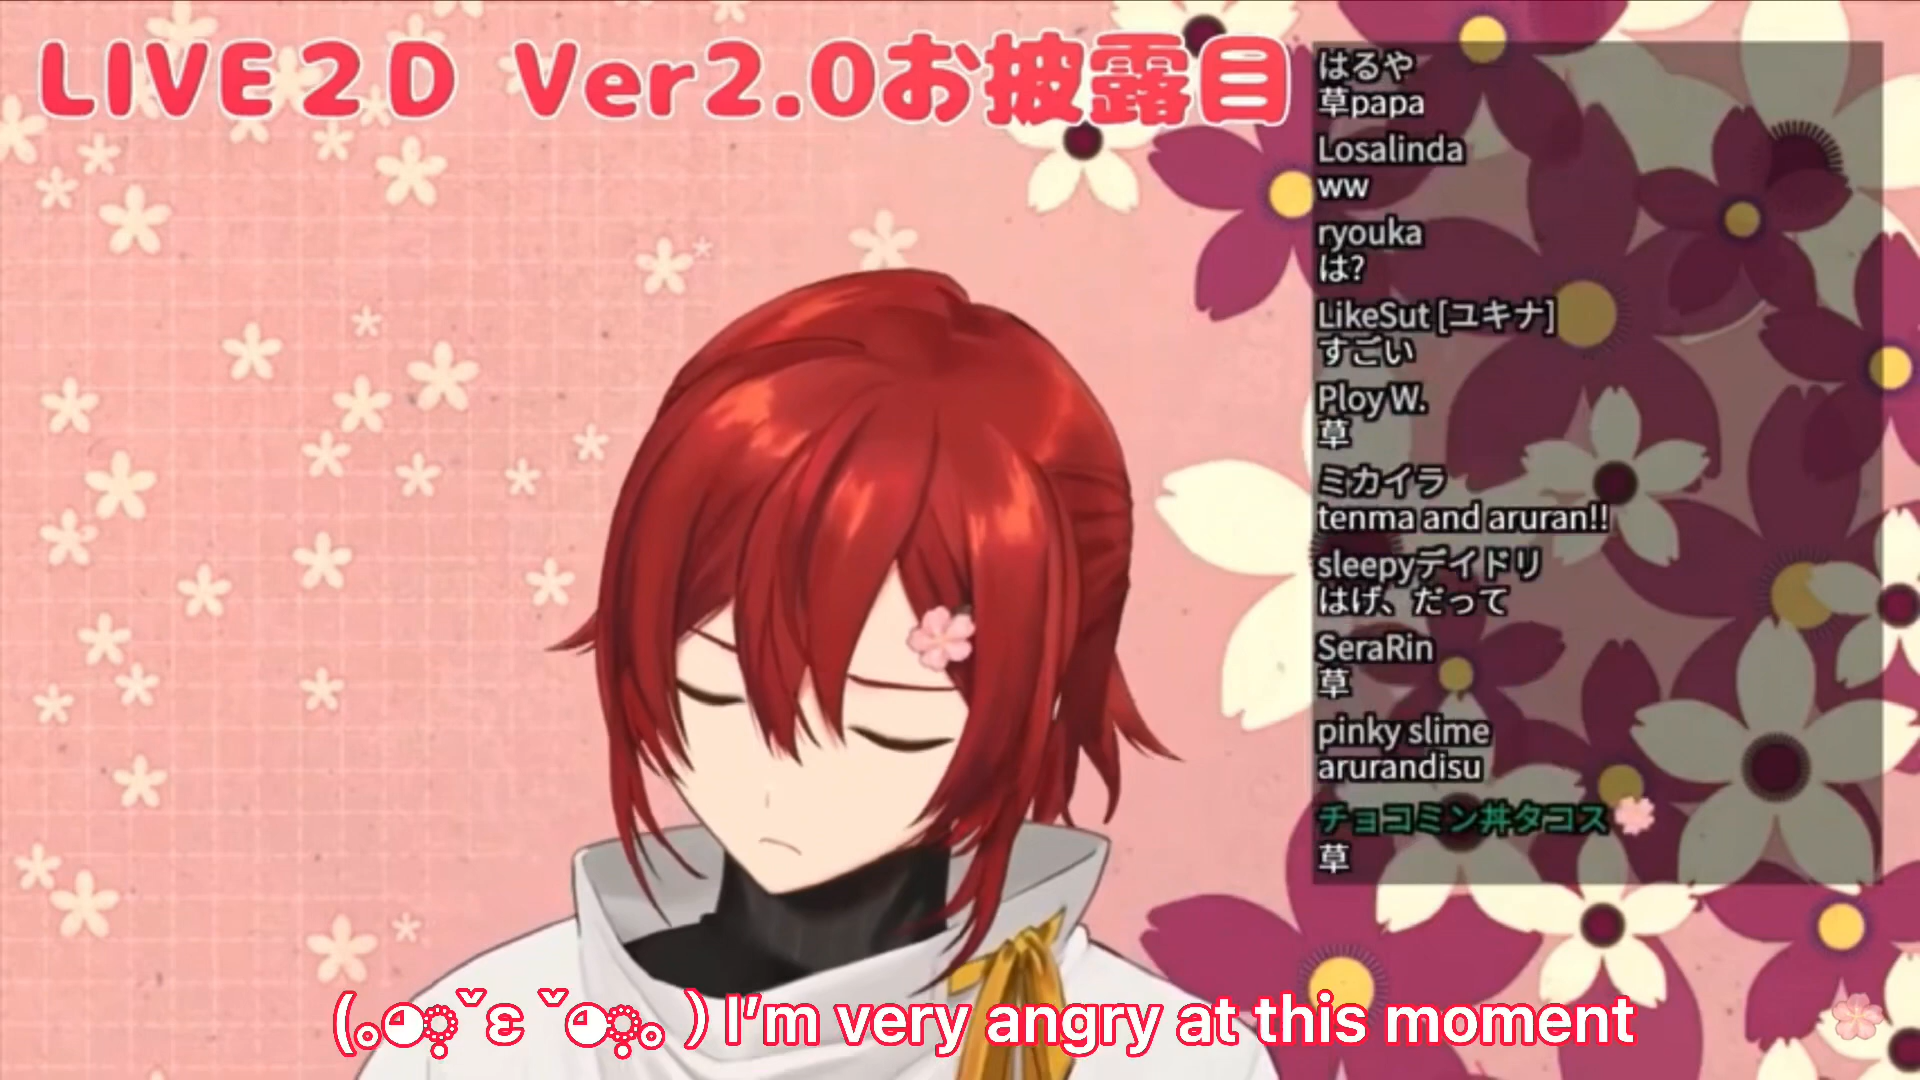 LIVE２D Ver2.0お披露目
はるや
草papa
Losalinda
ww
ryouka
は?
LikeSut [ユキナ]
すごい
Ploy W.
草
ミカイラ
tenma and aruran!!
sleepyデイドリ
はげ、だって
SeraRin
草
pinky slime
arurandisu
チョコミン丼タコス
草
I'm very angry at this moment